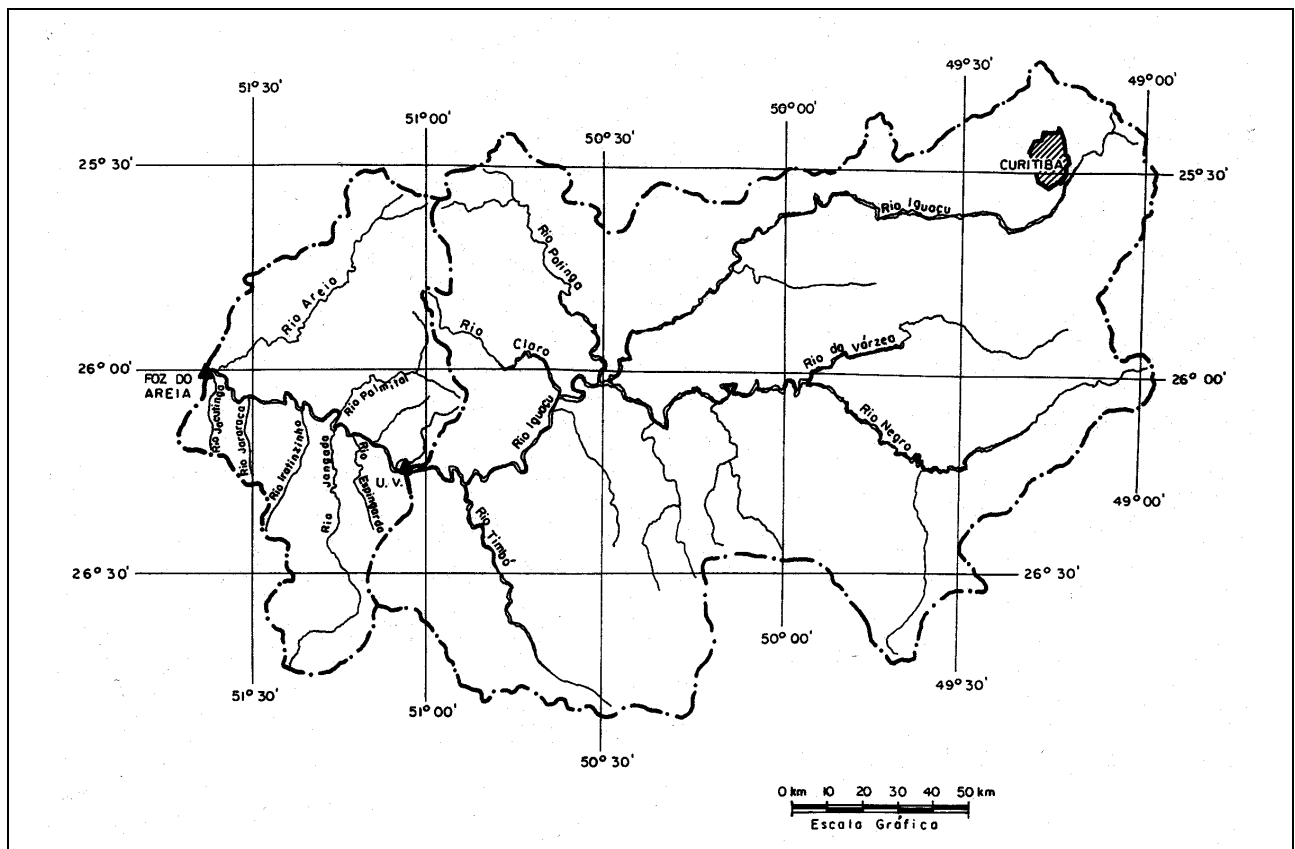 49° 30'
49° 00'
51° 30'
51° 00'
50° 30'
50° 00'
25° 30'
CURITIBA
25° 30'
Rio Iguaçu
Rio Potinga
Rio Areia
Rio
Claro
Rio da Várzea
26° 00'
FOZ DO
AREIA
26° 00'
Rio Palmital
Rio Jacutinga
Rio Jararaca
Rio Iratinzinho
Rio Jangada
Rio Espingarda
Rio Iguaçu
Rio Negro
U. V.
49° 00'
Rio Timbó
26° 30'
26° 30'
50° 00'
51° 30'
51° 00'
49° 30'
50° 30'
0 km 10 20 30 40 50 km
Escala Gráfica